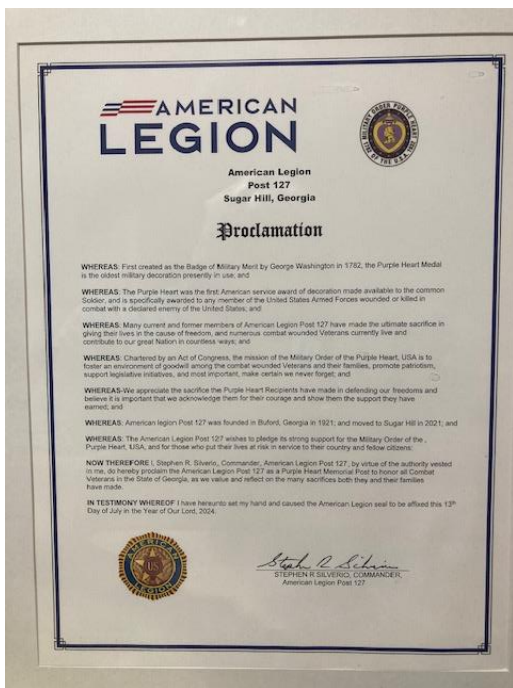 AMERICAN
LEGION
MILITARY ORDER PURPLE HEART
1782 OF THE U.S.A. 1932
American Legion
Post 127
Sugar Hill, Georgia
Proclamation
WHEREAS: First created as the Badge of Military Merit by George Washington in 1782, the Purple Heart Medal
is the oldest military decoration presently in use; and
WHEREAS: The Purple Heart was the first American service award of decoration made available to the common
Soldier, and is specifically awarded to any member of the United States Armed Forces wounded or killed in
combat with a declared enemy of the United States; and
WHEREAS: Many current and former members of American Legion Post 127 have made the ultimate sacrifice in
giving their lives in the cause of freedom, and numerous combat wounded Veterans currently live and
contribute to our great Nation in countless ways; and
WHEREAS: Chartered by an Act of Congress, the mission of the Military Order of the Purple Heart, USA is to
foster an environment of goodwill among the combat wounded Veterans and their families, promote patriotism,
support legislative initiatives, and most important, make certain we never forget; and
WHEREAS-We appreciate the sacrifice the Purple Heart Recipients have made in defending our freedoms and
believe it is important that we acknowledge them for their courage and show them the support they have
earned; and
WHEREAS: American legion Post 127 was founded in Buford, Georgia in 1921; and moved to Sugar Hill in 2021; and
WHEREAS: The American Legion Post 127 wishes to pledge its strong support for the Military Order of the
Purple Heart, USA, and for those who put their lives at risk in service to their country and fellow citizens;
NOW THEREFORE I, Stephen R. Silverio, Commander, American Legion Post 127, by virtue of the authority vested
in me, do hereby proclaim the American Legion Post 127 as a Purple Heart Memorial Post to honor all Combat
Veterans in the State of Georgia, as we value and reflect on the many sacrifices both they and their families
have made.
IN TESTIMONY WHEREOF I have hereunto set my hand and caused the American Legion seal to be affixed this 13th
Day of July in the Year of Our Lord, 2024.
AMERICAN
US
LEGION
STEPHEN R.SILVERIO, COMMANDER,
American Legion Post 127